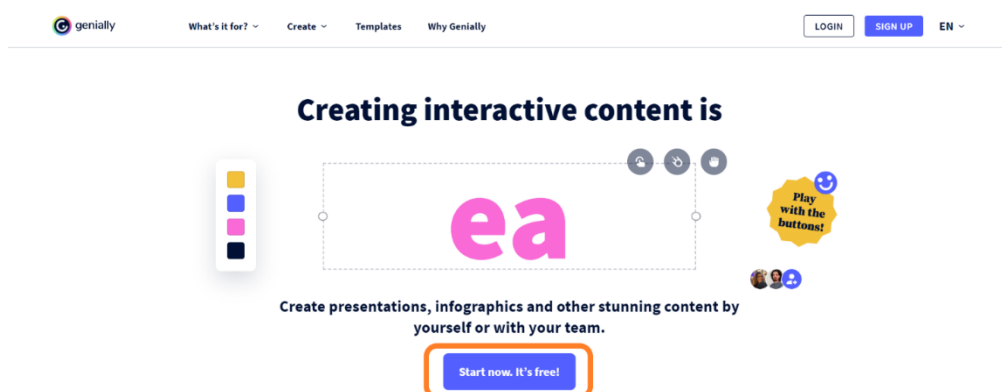 genially
What's it for?
Create
Templates
Why Genially
LOGIN
SIGN UP
EN
Creating interactive content is
ea
Play
with the
buttons!
Create presentations, infographics and other stunning content by
yourself or with your team.
Start now. It's free!